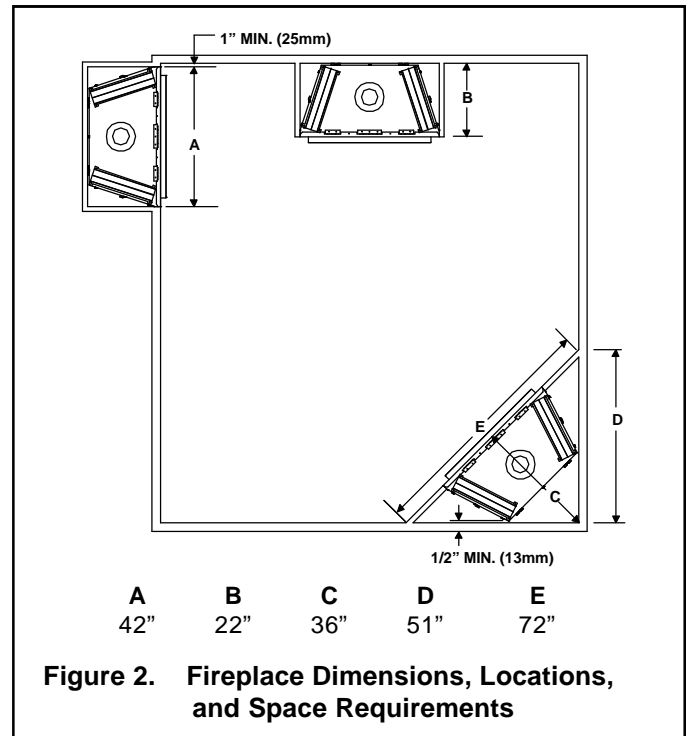 1” MIN. (25mm)
B
A
D
E
C
1/2” MIN. (13mm)
A B C D E
42” 22” 36” 51” 72”
Figure 2. Fireplace Dimensions, Locations,
and Space Requirements